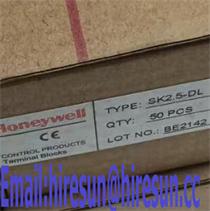 Honeywell
CE
CONTROL PRODUCTS
Terminal Blocks
TYPE: SK2.5-DL
QTY: 50 PCS
LOT NO.: BE2142
Email:hiresun@hiresun.cc